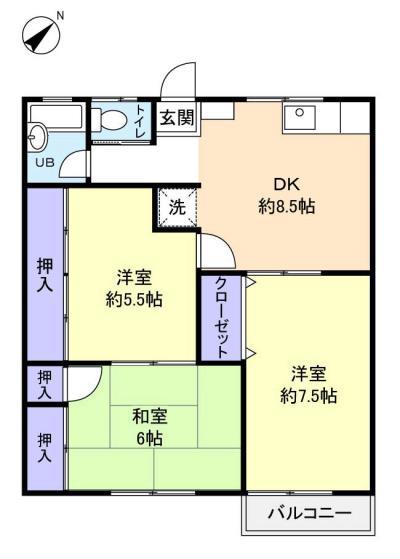 N
トイレ
玄関
UB
DK
約8.5帖
洗
押入
洋室
約5.5帖
クローゼット
洋室
約7.5帖
押入
和室
6帖
押入
バルコニー